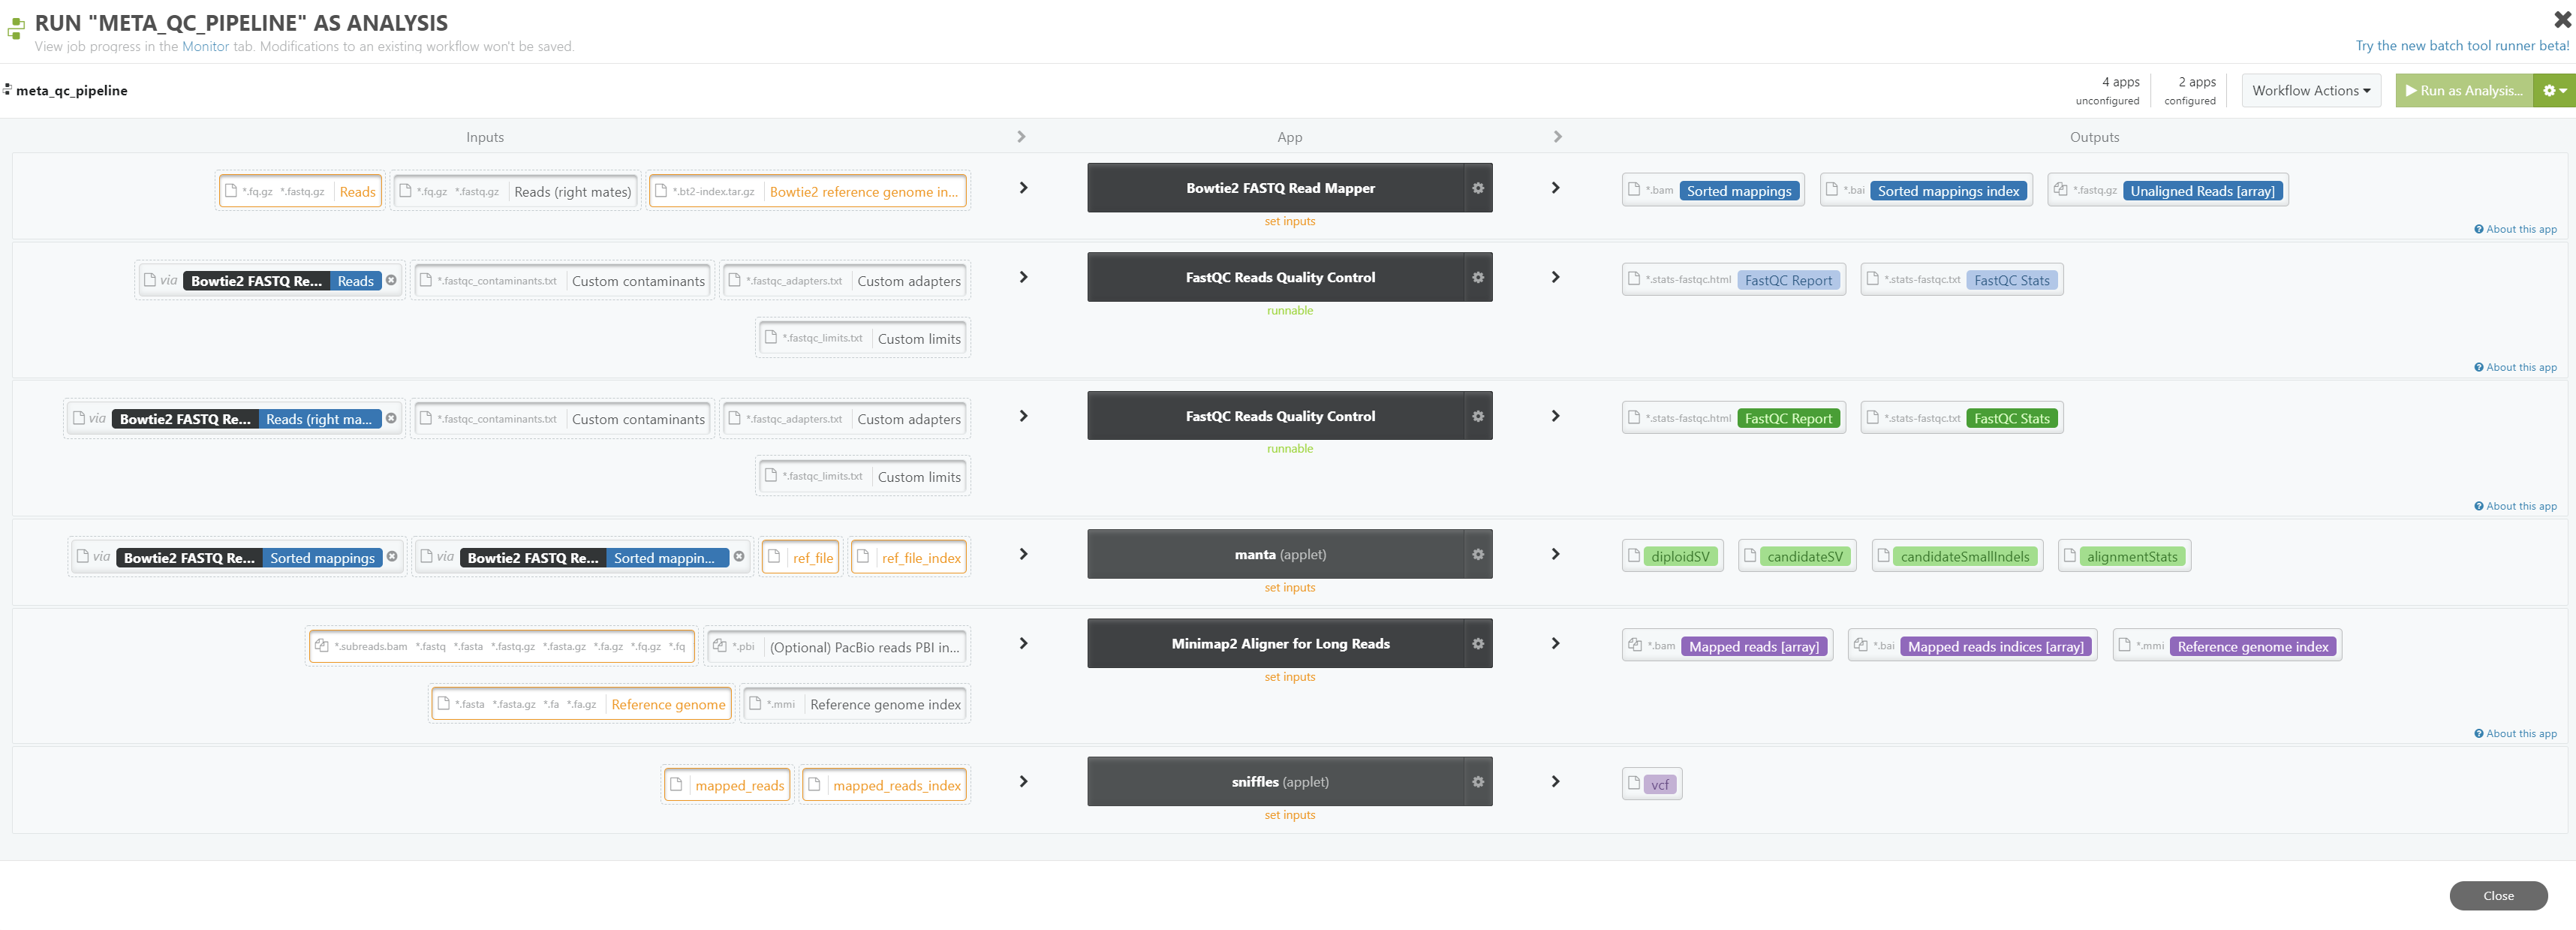 RUN "META_QC_PIPELINE" AS ANALYSIS
View job progress in the Monitor tab. Modifications to an existing workflow won't be saved.
Try the new batch tool runner beta!
meta_qc_pipeline
4 apps
unconfigured
2 apps
configured
Workflow Actions
Run as Analysis...
Inputs
App
Outputs
*.fq.gz *.fastq.gz Reads
*.fq.gz *.fastq.gz Reads (right mates)
*.bt2-index.tar.gz Bowtie2 reference genome in...
Bowtie2 FASTQ Read Mapper
set inputs
*.bam Sorted mappings
*.bai Sorted mappings index
*.fastq.gz Unaligned Reads [array]
About this app
via Bowtie2 FASTQ Re... Reads
*.fastqc_contaminants.txt Custom contaminants
*.fastqc_adapters.txt Custom adapters
*.fastqc_limits.txt Custom limits
FastQC Reads Quality Control
runnable
*.stats-fastqc.html FastQC Report
*.stats-fastqc.txt FastQC Stats
About this app
via Bowtie2 FASTQ Re... Reads (right ma...
*.fastqc_contaminants.txt Custom contaminants
*.fastqc_adapters.txt Custom adapters
*.fastqc_limits.txt Custom limits
FastQC Reads Quality Control
runnable
*.stats-fastqc.html FastQC Report
*.stats-fastqc.txt FastQC Stats
About this app
via Bowtie2 FASTQ Re... Sorted mappings
via Bowtie2 FASTQ Re... Sorted mappin...
ref_file
ref_file_index
manta (applet)
set inputs
diploidSV
candidateSV
candidateSmallIndels
alignmentStats
*.subreads.bam *.fastq *.fasta *.fastq.gz *.fasta.gz *.fa.gz *.fq.gz *.fq
*.pbi (Optional) PacBio reads PBI in...
*.fasta *.fasta.gz *.fa *.fa.gz Reference genome
*.mmi Reference genome index
Minimap2 Aligner for Long Reads
set inputs
*.bam Mapped reads [array]
*.bai Mapped reads indices [array]
*.mmi Reference genome index
About this app
mapped_reads
mapped_reads_index
sniffles (applet)
set inputs
vcf
Close